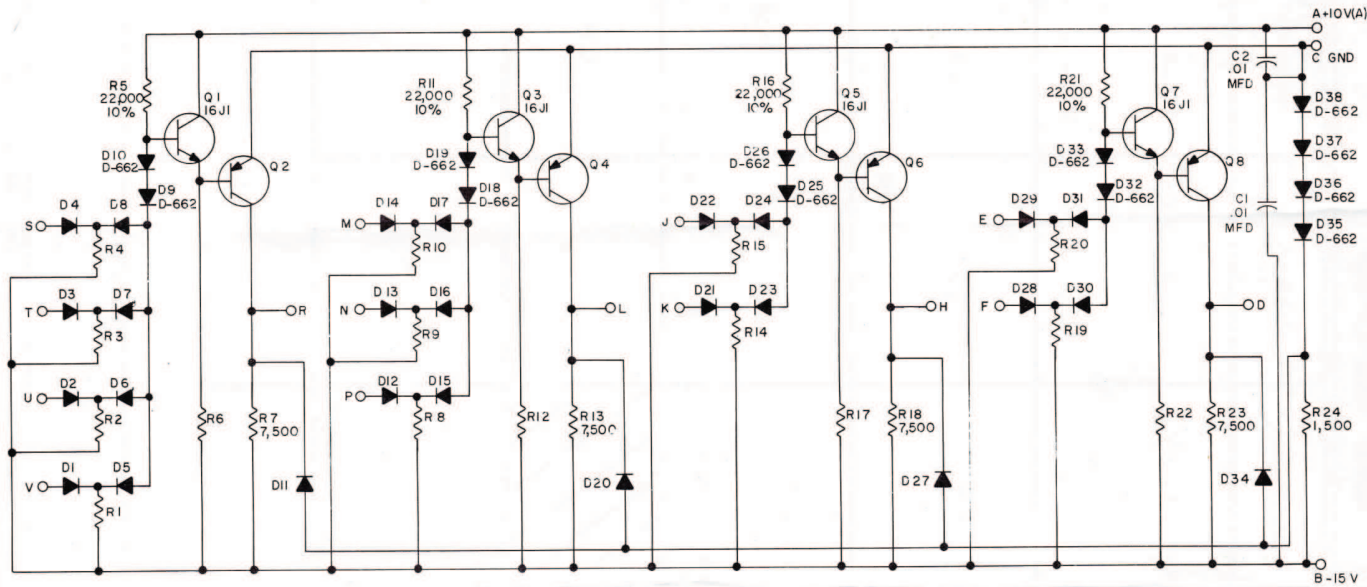 A+10V(A)
C GND
C2
.01
MFD
C1
.01
MFD
D38
D-662
D37
D-662
D36
D-662
D35
D-662
R24
1,500
B-15V
R5
22,000
10%
Q1
16J1
Q2
D10
D-662
D9
D-662
D4
D8
S
R4
D3
D7
T
R3
R
D2
D6
U
R2
R6
R7
7,500
D1
D5
V
R1
D11
R11
22,000
10%
Q3
16J1
Q4
D19
D-662
D18
D-662
D14
D17
M
R10
D13
D16
N
R9
L
D12
D15
P
R8
R12
R13
7,500
D20
R16
22,000
10%
Q5
16J1
Q6
D26
D-662
D25
D-662
D22
D24
J
R15
D21
D23
K
R14
H
R17
R18
7,500
D27
R21
22,000
10%
Q7
16J1
Q8
D33
D-662
D32
D-662
D29
D31
E
R20
D28
D30
F
R19
D
R22
R23
7,500
D34